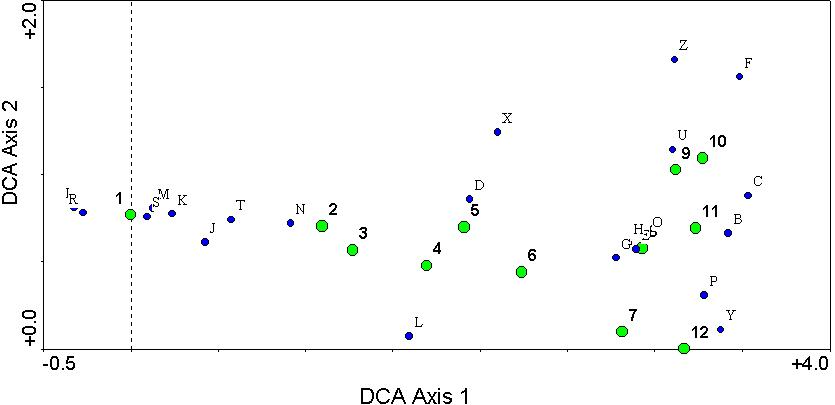 +2.0
Z
F
X
U
10
9
C
D
I
R
1
S
M
K
T
N
2
5
11
O
B
J
3
H
E
G
4
6
P
L
7
Y
12
DCA Axis 2
+0.0
-0.5
+4.0
DCA Axis 1